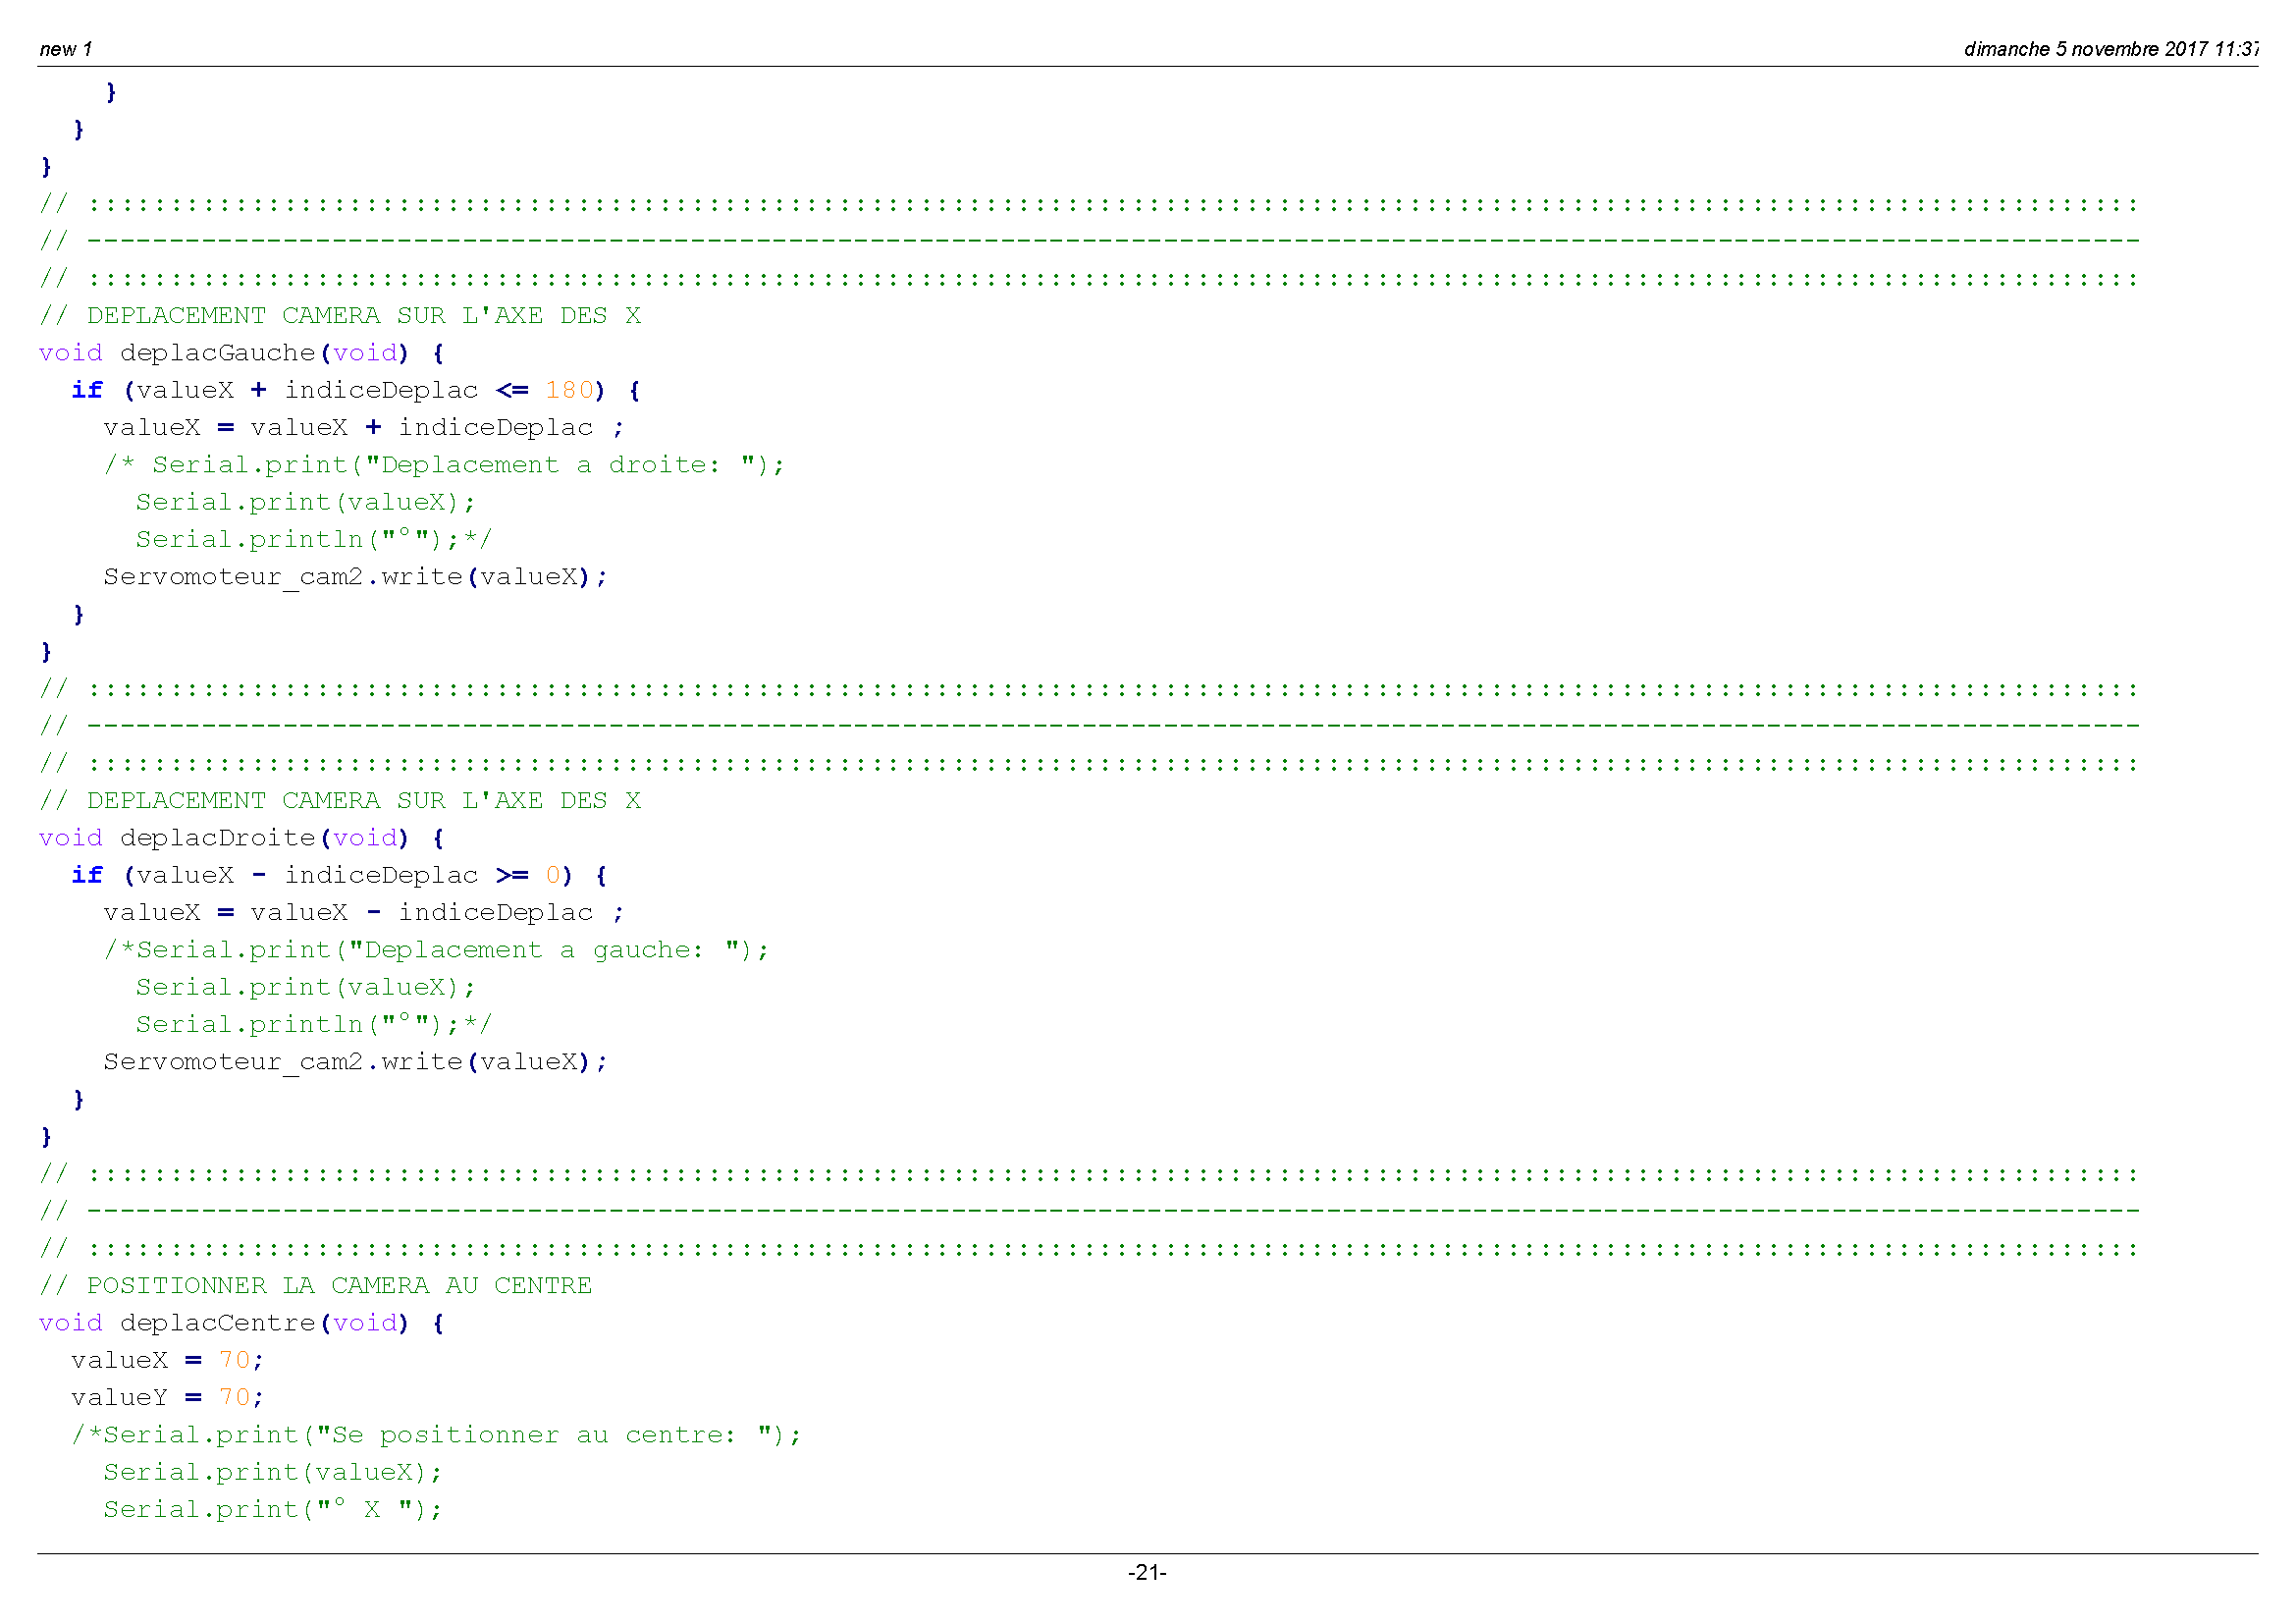 new 1
dimanche 5 novembre 2017 11:37
    }
  }
}
// ::::::::::::::::::::::::::::::::::::::::::::::::::::::::::::::::::::::::::::::::::::::::::::::::::::::::::::::::::::::::::::::
// ------------------------------------------------------------------------------------------------------------------------------
// ::::::::::::::::::::::::::::::::::::::::::::::::::::::::::::::::::::::::::::::::::::::::::::::::::::::::::::::::::::::::::::::
// DEPLACEMENT CAMERA SUR L'AXE DES X
void deplacGauche(void) {
  if (valueX + indiceDeplac <= 180) {
    valueX = valueX + indiceDeplac ;
    /* Serial.print("Deplacement a droite: ");
      Serial.print(valueX);
      Serial.println("°");*/
    Servomoteur_cam2.write(valueX);
  }
}
// ::::::::::::::::::::::::::::::::::::::::::::::::::::::::::::::::::::::::::::::::::::::::::::::::::::::::::::::::::::::::::::::
// ------------------------------------------------------------------------------------------------------------------------------
// ::::::::::::::::::::::::::::::::::::::::::::::::::::::::::::::::::::::::::::::::::::::::::::::::::::::::::::::::::::::::::::::
// DEPLACEMENT CAMERA SUR L'AXE DES X
void deplacDroite(void) {
  if (valueX - indiceDeplac >= 0) {
    valueX = valueX - indiceDeplac ;
    /*Serial.print("Deplacement a gauche: ");
      Serial.print(valueX);
      Serial.println("°");*/
    Servomoteur_cam2.write(valueX);
  }
}
// ::::::::::::::::::::::::::::::::::::::::::::::::::::::::::::::::::::::::::::::::::::::::::::::::::::::::::::::::::::::::::::::
// ------------------------------------------------------------------------------------------------------------------------------
// ::::::::::::::::::::::::::::::::::::::::::::::::::::::::::::::::::::::::::::::::::::::::::::::::::::::::::::::::::::::::::::::
// POSITIONNER LA CAMERA AU CENTRE
void deplacCentre(void) {
  valueX = 70;
  valueY = 70;
  /*Serial.print("Se positionner au centre: ");
    Serial.print(valueX);
    Serial.print("° X ");
-21-